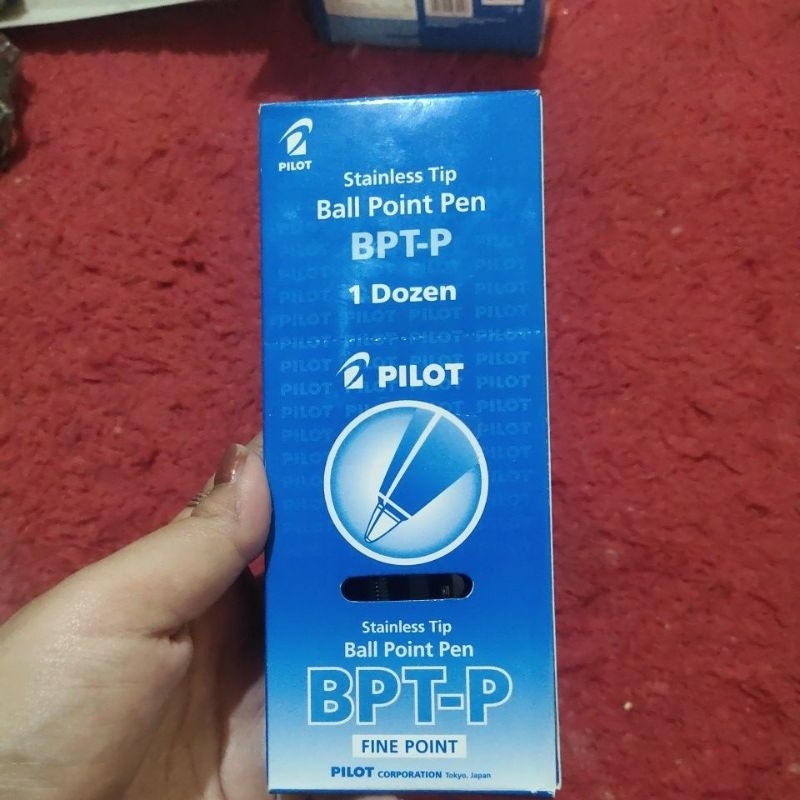 PILOT
Stainless Tip
Ball Point Pen
BPT-P
1 Dozen
PILOT
Stainless Tip
Ball Point Pen
BPT-P
FINE POINT
PILOT CORPORATION Tokyo, Japan